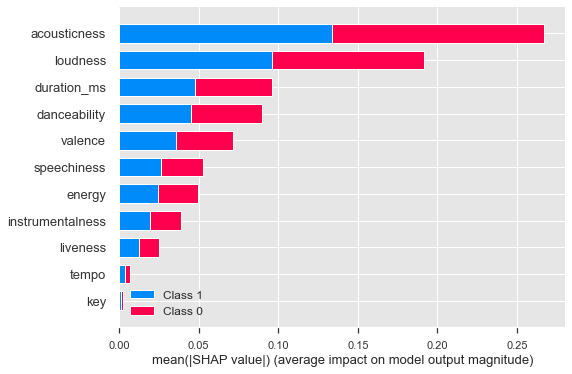 acousticness
loudness
duration_ms
danceability
valence
speechiness
energy
instrumentalness
liveness
tempo
key
Class 1
Class 0
0.00 0.05 0.10 0.15 0.20 0.25
mean(|SHAP value|) (average impact on model output magnitude)